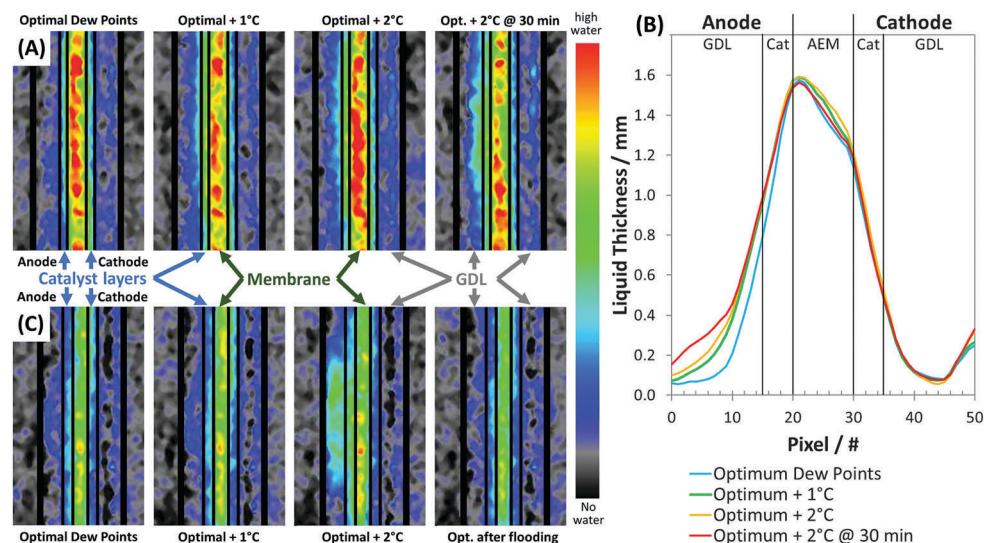 (A)
Optimal Dew Points
Optimal + 1°C
Optimal + 2°C
Opt. + 2°C @ 30 min
high
water
No
water
Anode
Cathode
Catalyst layers
Anode
Cathode
Membrane
GDL
(C)
Optimal Dew Points
Optimal + 1°C
Optimal + 2°C
Opt. after flooding
(B)
Anode
Cathode
GDL
Cat
AEM
Cat
GDL
Liquid Thickness / mm
1.6
1.4
1.2
1.0
0.8
0.6
0.4
0.2
0.0
0
10
20
30
40
50
Pixel / #
Optimum Dew Points
Optimum + 1°C
Optimum + 2°C
Optimum + 2°C @ 30 min